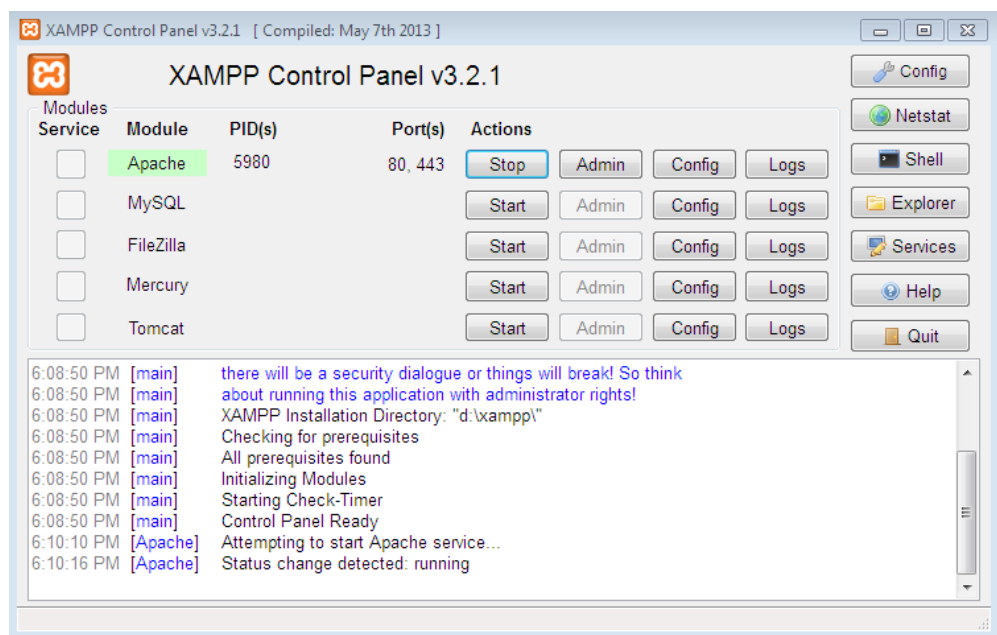 XAMPP Control Panel v3.2.1 [ Compiled: May 7th 2013 ]
XAMPP Control Panel v3.2.1
Config
Modules
Netstat
Service Module PID(s) Port(s) Actions
Apache 5980 80, 443 Stop Admin Config Logs
Shell
MySQL Start Admin Config Logs
Explorer
FileZilla Start Admin Config Logs
Services
Mercury Start Admin Config Logs
Help
Tomcat Start Admin Config Logs
Quit
6:08:50 PM [main] there will be a security dialogue or things will break! So think
6:08:50 PM [main] about running this application with administrator rights!
6:08:50 PM [main] XAMPP Installation Directory: "d:\xampp\"
6:08:50 PM [main] Checking for prerequisites
6:08:50 PM [main] All prerequisites found
6:08:50 PM [main] Initializing Modules
6:08:50 PM [main] Starting Check-Timer
6:08:50 PM [main] Control Panel Ready
6:10:10 PM [Apache] Attempting to start Apache service...
6:10:16 PM [Apache] Status change detected: running